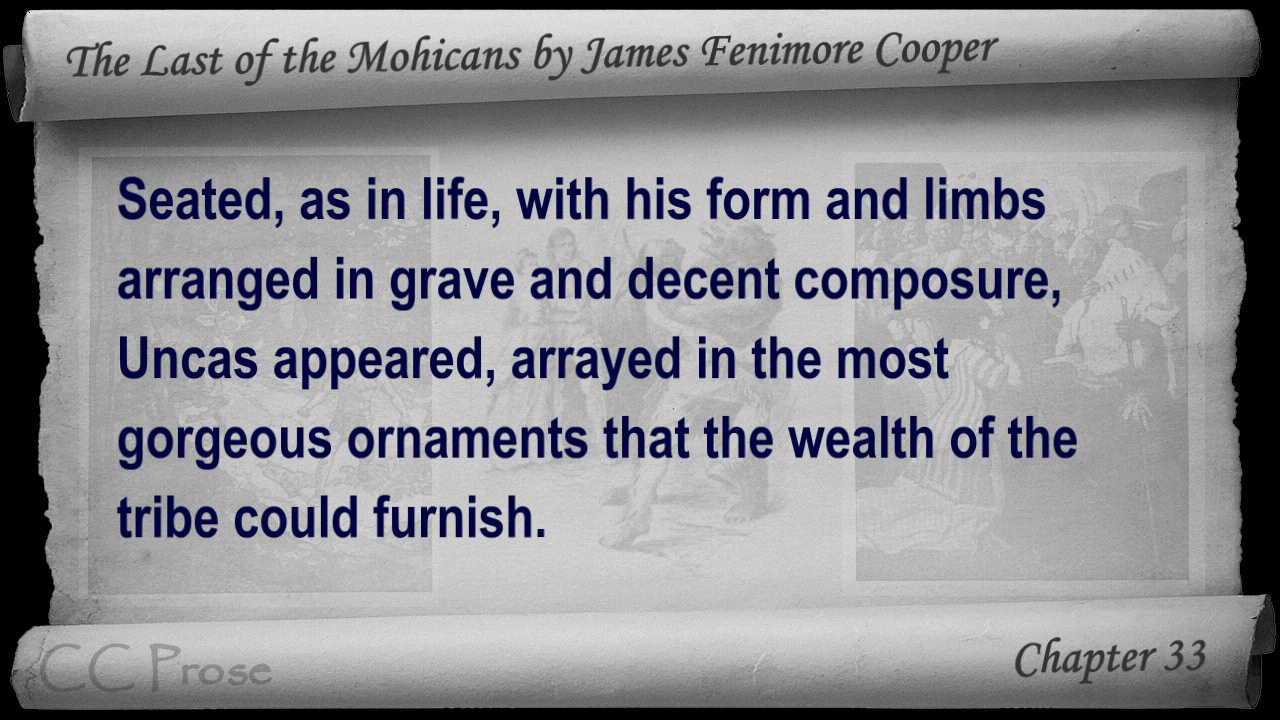 The Last of the Mohicans by James Fenimore Cooper
Seated, as in life, with his form and limbs
arranged in grave and decent composure,
Uncas appeared, arrayed in the most
gorgeous ornaments that the wealth of the
tribe could furnish.
CC Prose
Chapter 33